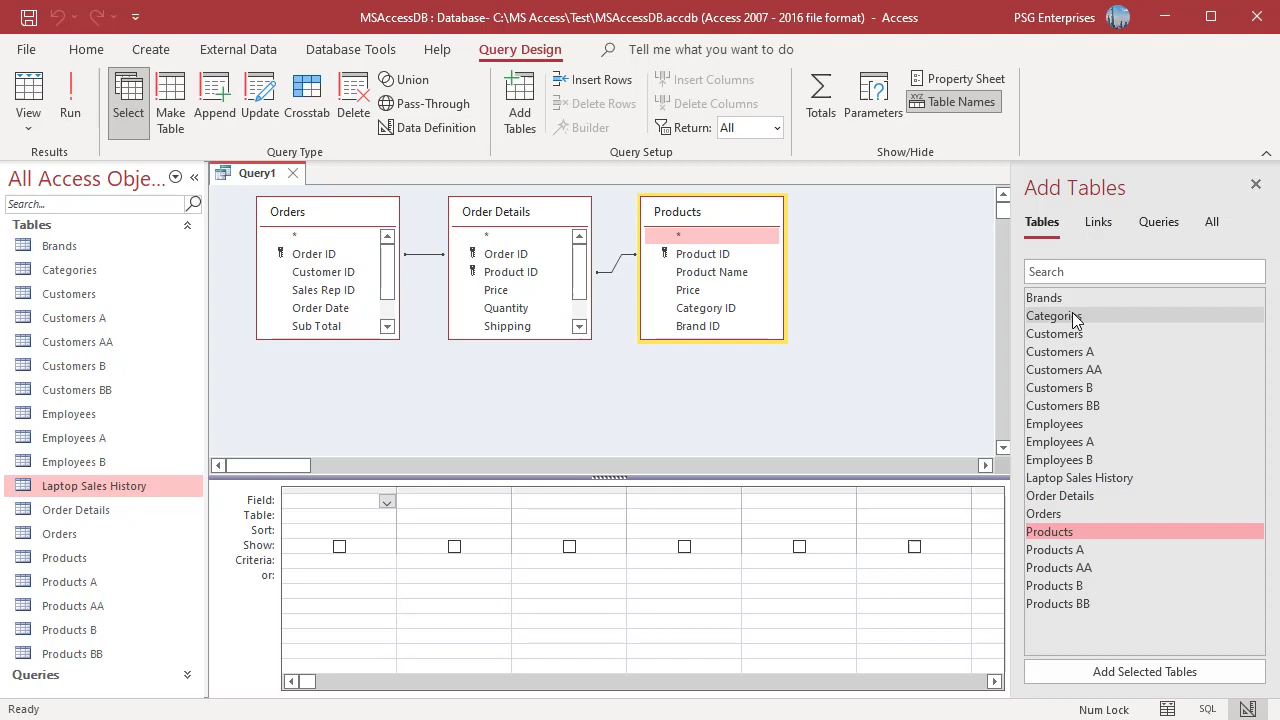 MSAccessDB : Database- C:\MS Access\Test\MSAccessDB.accdb (Access 2007 - 2016 file format) - Access
PSG Enterprises
File Home Create External Data Database Tools Help Query Design Tell me what you want to do
View
Run
Results
Select
Make Table
Append
Update
Crosstab
Delete
Union
Pass-Through
Data Definition
Query Type
Add Tables
Insert Rows
Delete Rows
Builder
Insert Columns
Delete Columns
Return: All
Query Setup
Totals
Parameters
Property Sheet
XYZ Table Names
Show/Hide
All Access Obje...
Search...
Tables
Brands
Categories
Customers
Customers A
Customers AA
Customers B
Customers BB
Employees
Employees A
Employees B
Laptop Sales History
Order Details
Orders
Products
Products A
Products AA
Products B
Products BB
Queries
Query1
Orders
*
Order ID
Customer ID
Sales Rep ID
Order Date
Sub Total
Order Details
*
Order ID
Product ID
Price
Quantity
Shipping
Products
*
Product ID
Product Name
Price
Category ID
Brand ID
Field:
Table:
Sort:
Show:
Criteria:
or:
Add Tables
Tables Links Queries All
Search
Brands
Categories
Customers
Customers A
Customers AA
Customers B
Customers BB
Employees
Employees A
Employees B
Laptop Sales History
Order Details
Orders
Products
Products A
Products AA
Products B
Products BB
Add Selected Tables
Ready
Num Lock
SQL